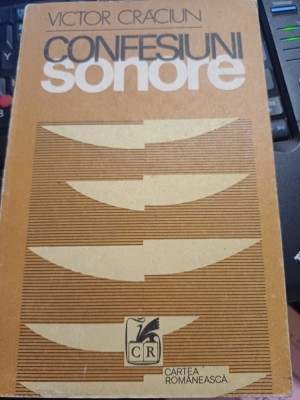 VICTOR CRĂCIUN
CONFESIUNI
sonore
CR
CARTEA
ROMÂNEASCĂ